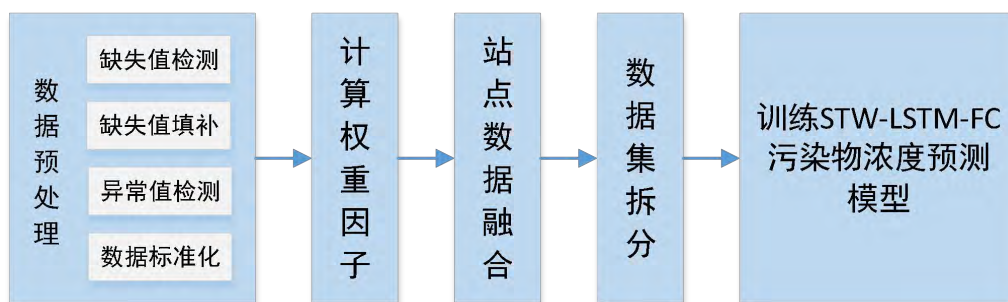 数据预处理
缺失值检测
缺失值填补
异常值检测
数据标准化
计算权重因子
站点数据融合
数据集拆分
训练STW-LSTM-FC
污染物浓度预测
模型